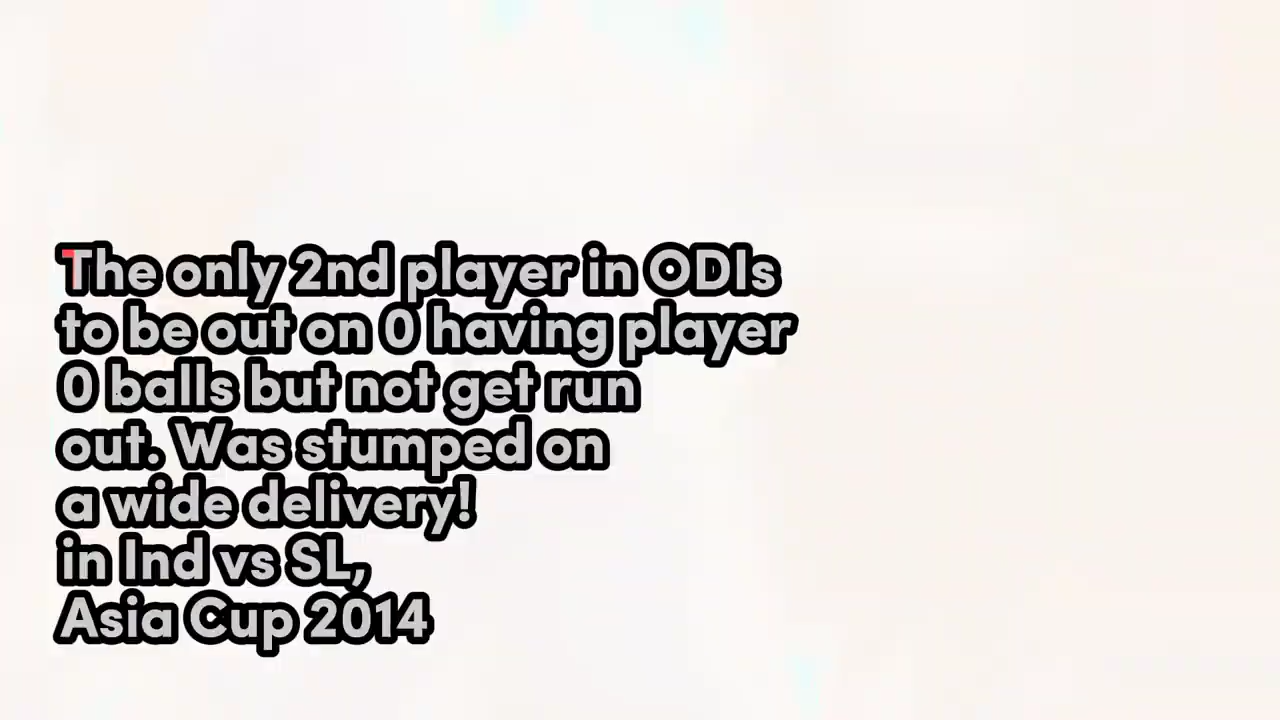 The only 2nd player in ODIs
to be out on 0 having player
0 balls but not get run
out. Was stumped on
a wide delivery!
in Ind vs SL,
Asia Cup 2014